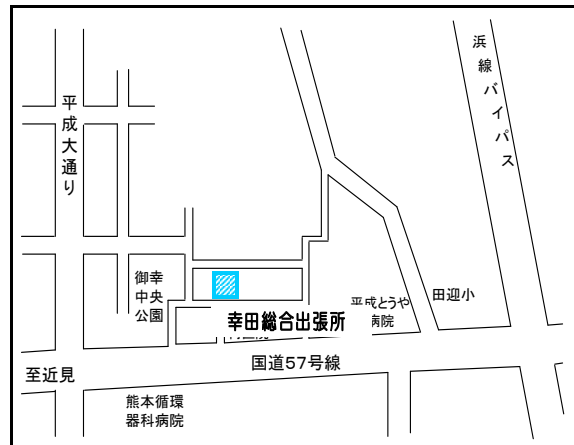 浜線バイパス
平成大通り
御幸
中央
公園
幸田総合出張所
平成とうや
病院
田迎小
国道57号線
至近見
熊本循環
器科病院